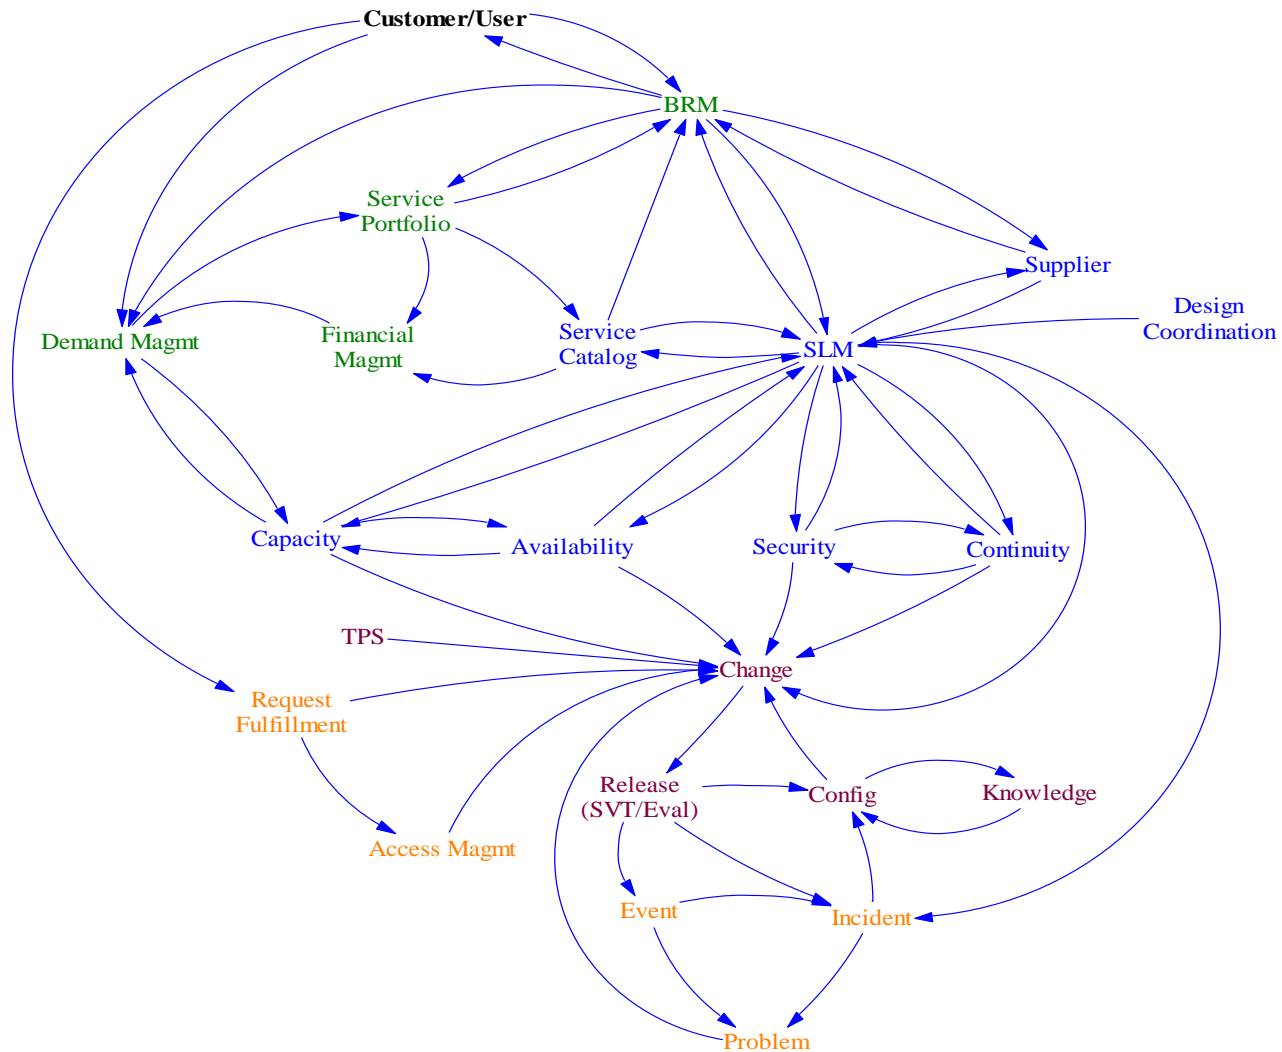 Customer/User
BRM
Service
Portfolio
Supplier
Design
Coordination
Demand Magmt
Financial
Magmt
Service
Catalog
SLM
Capacity
Availability
Security
Continuity
TPS
Change
Request
Fulfillment
Release
(SVT/Eval)
Config
Knowledge
Access Magmt
Event
Incident
Problem